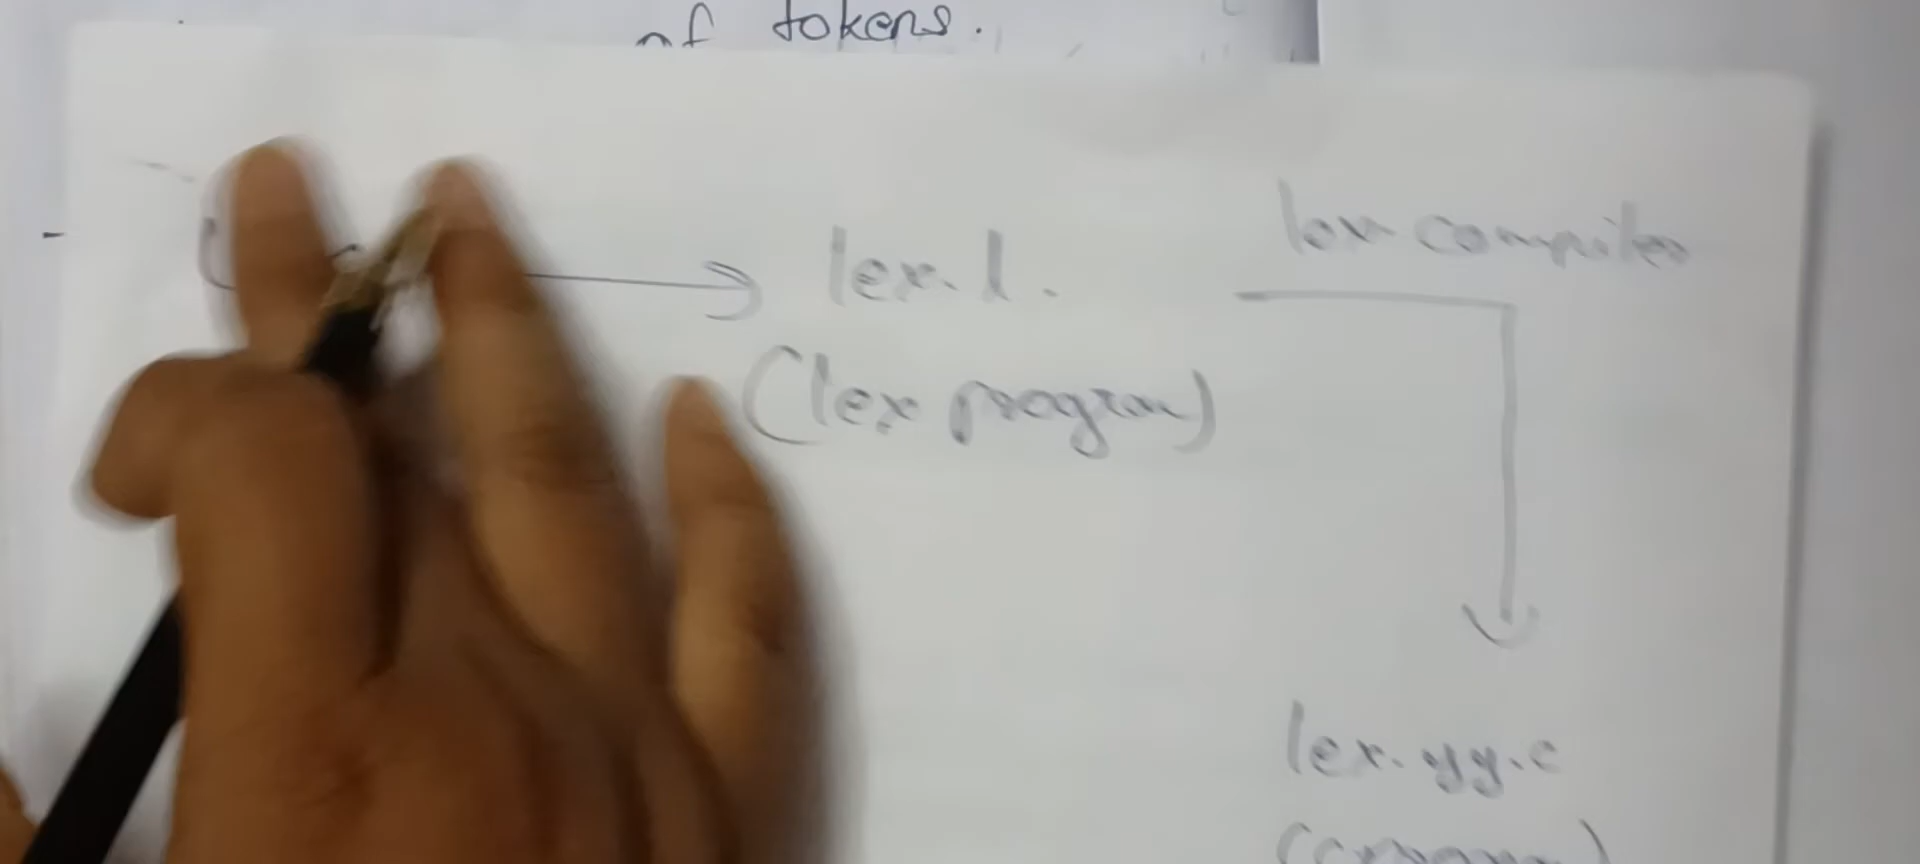 of tokens.
lex compiler
lex.l.
(lex program)
lex.yy.c